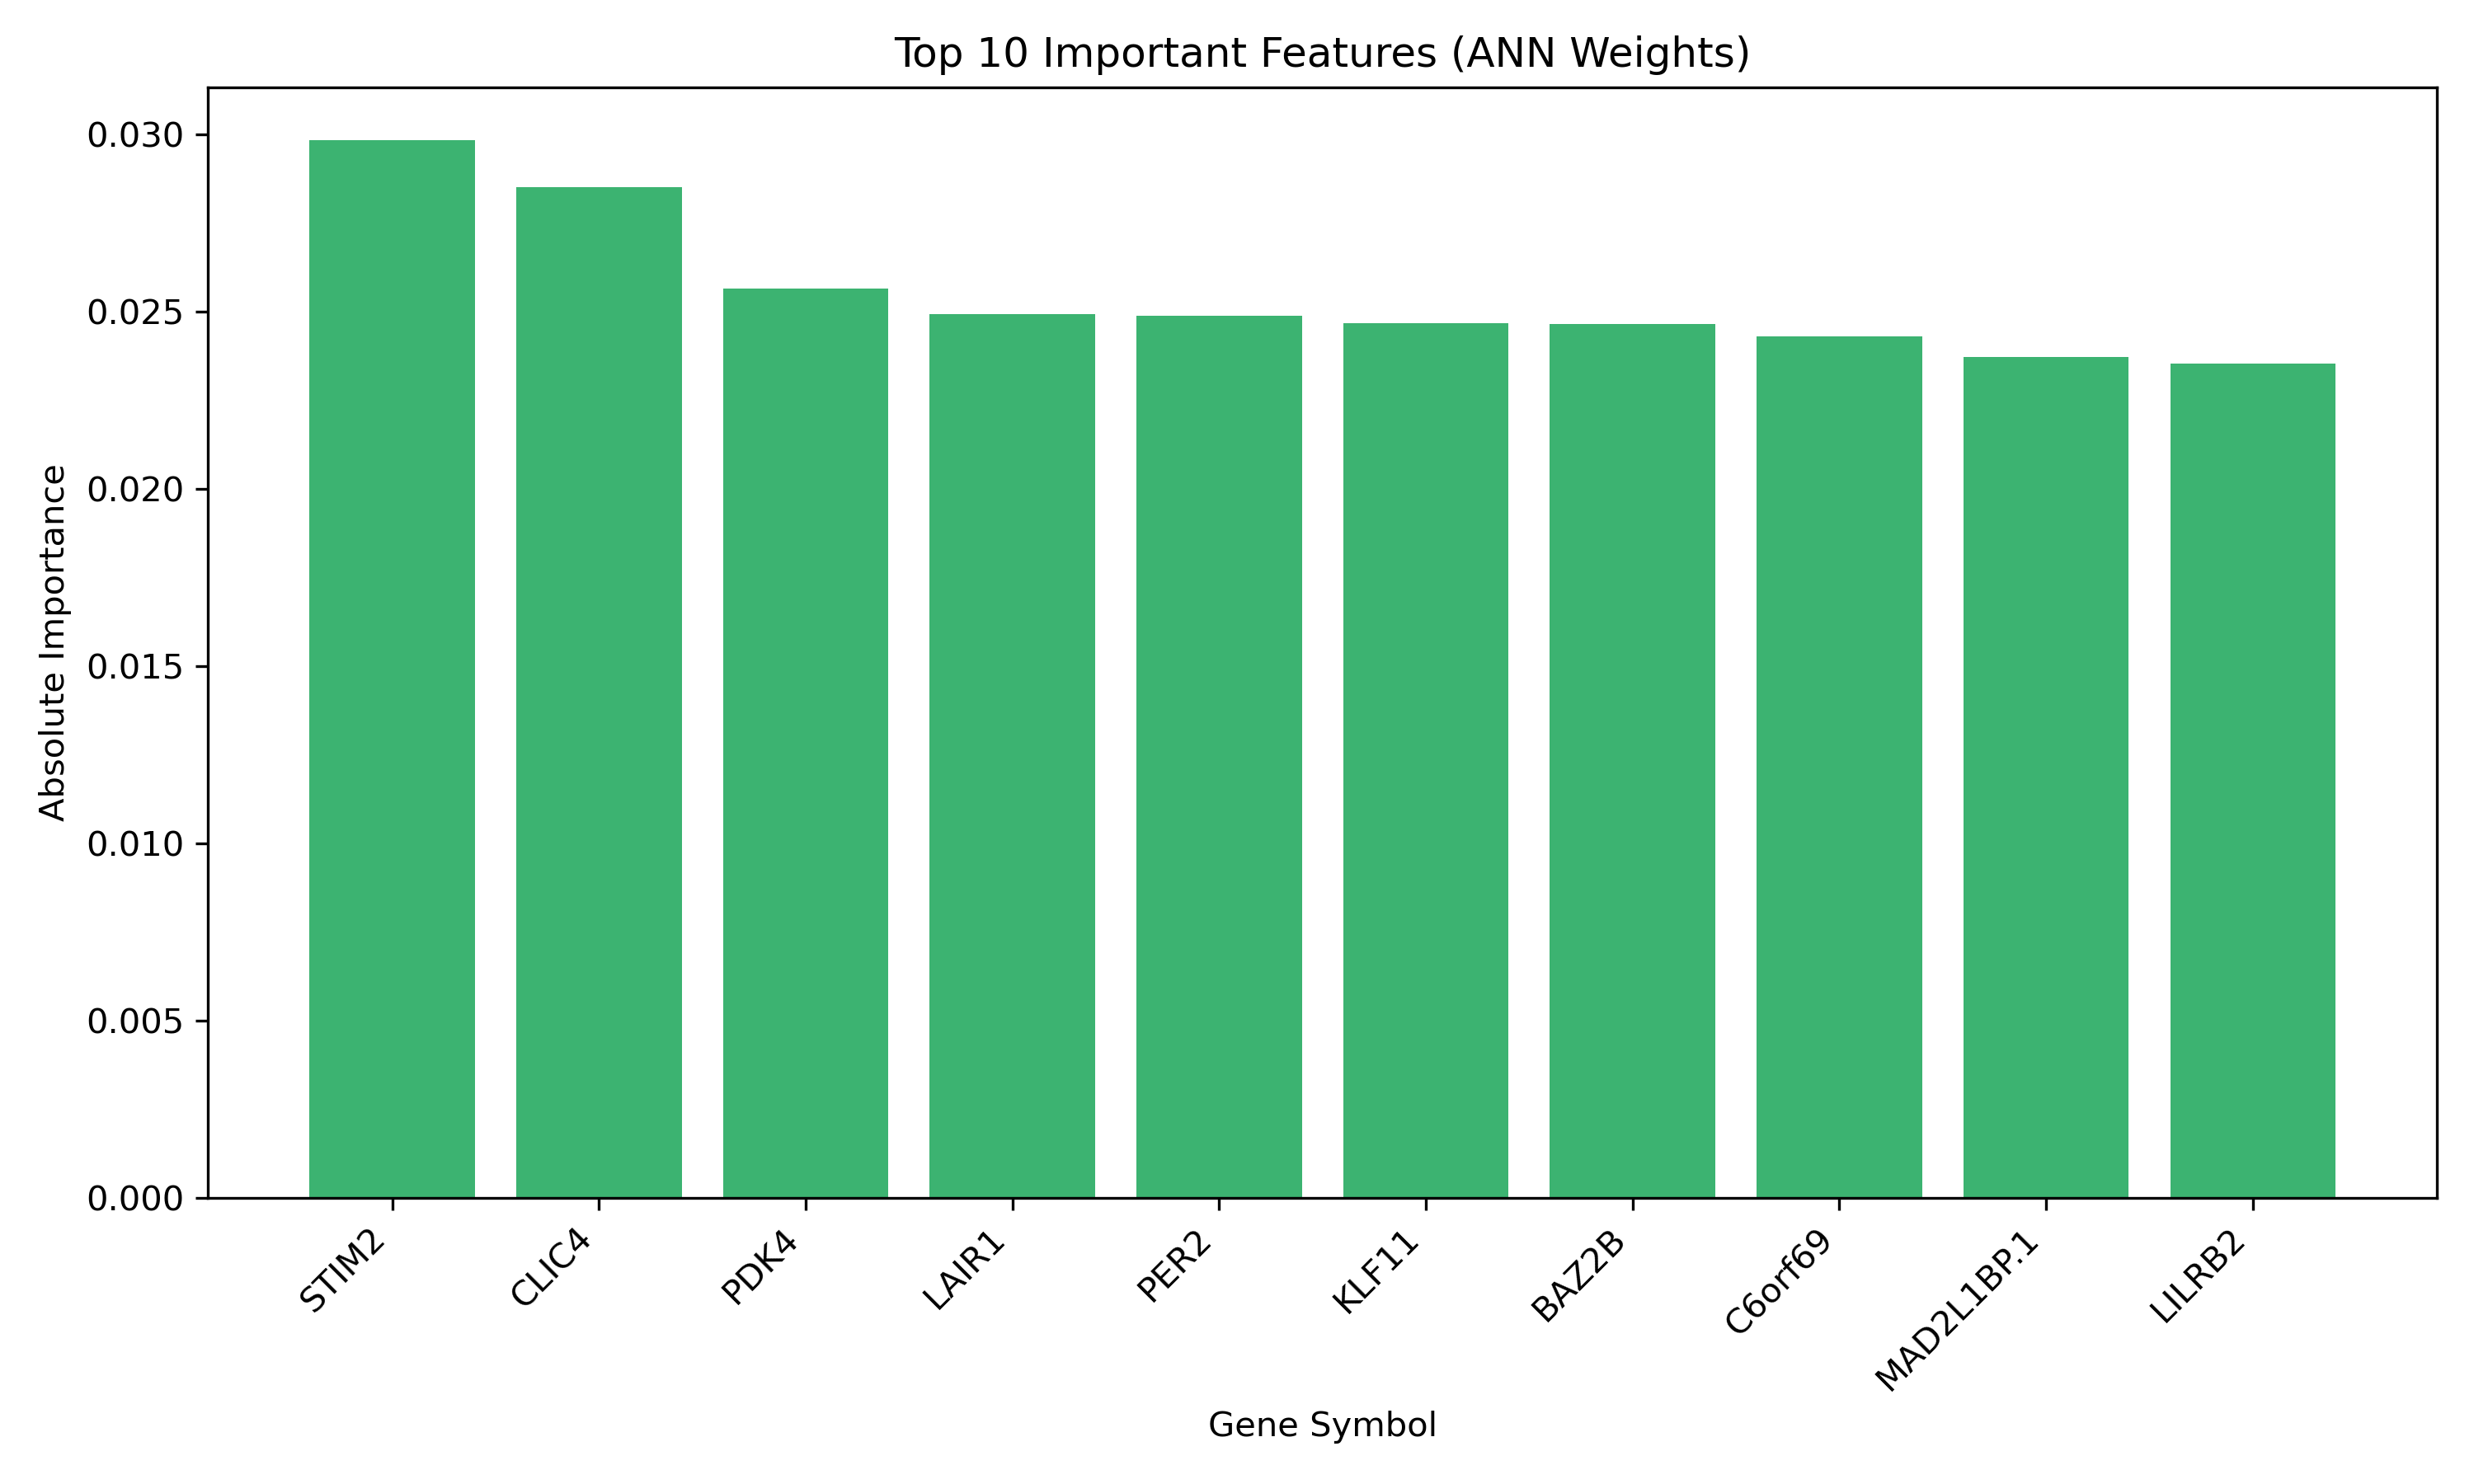 Top 10 Important Features (ANN Weights)
Absolute Importance
0.030
0.025
0.020
0.015
0.010
0.005
0.000
STIM2
CLIC4
PDK4
LAIR1
PER2
KLF11
BAZ2B
C6orf69
MAD2L1BP.1
LILRB2
Gene Symbol